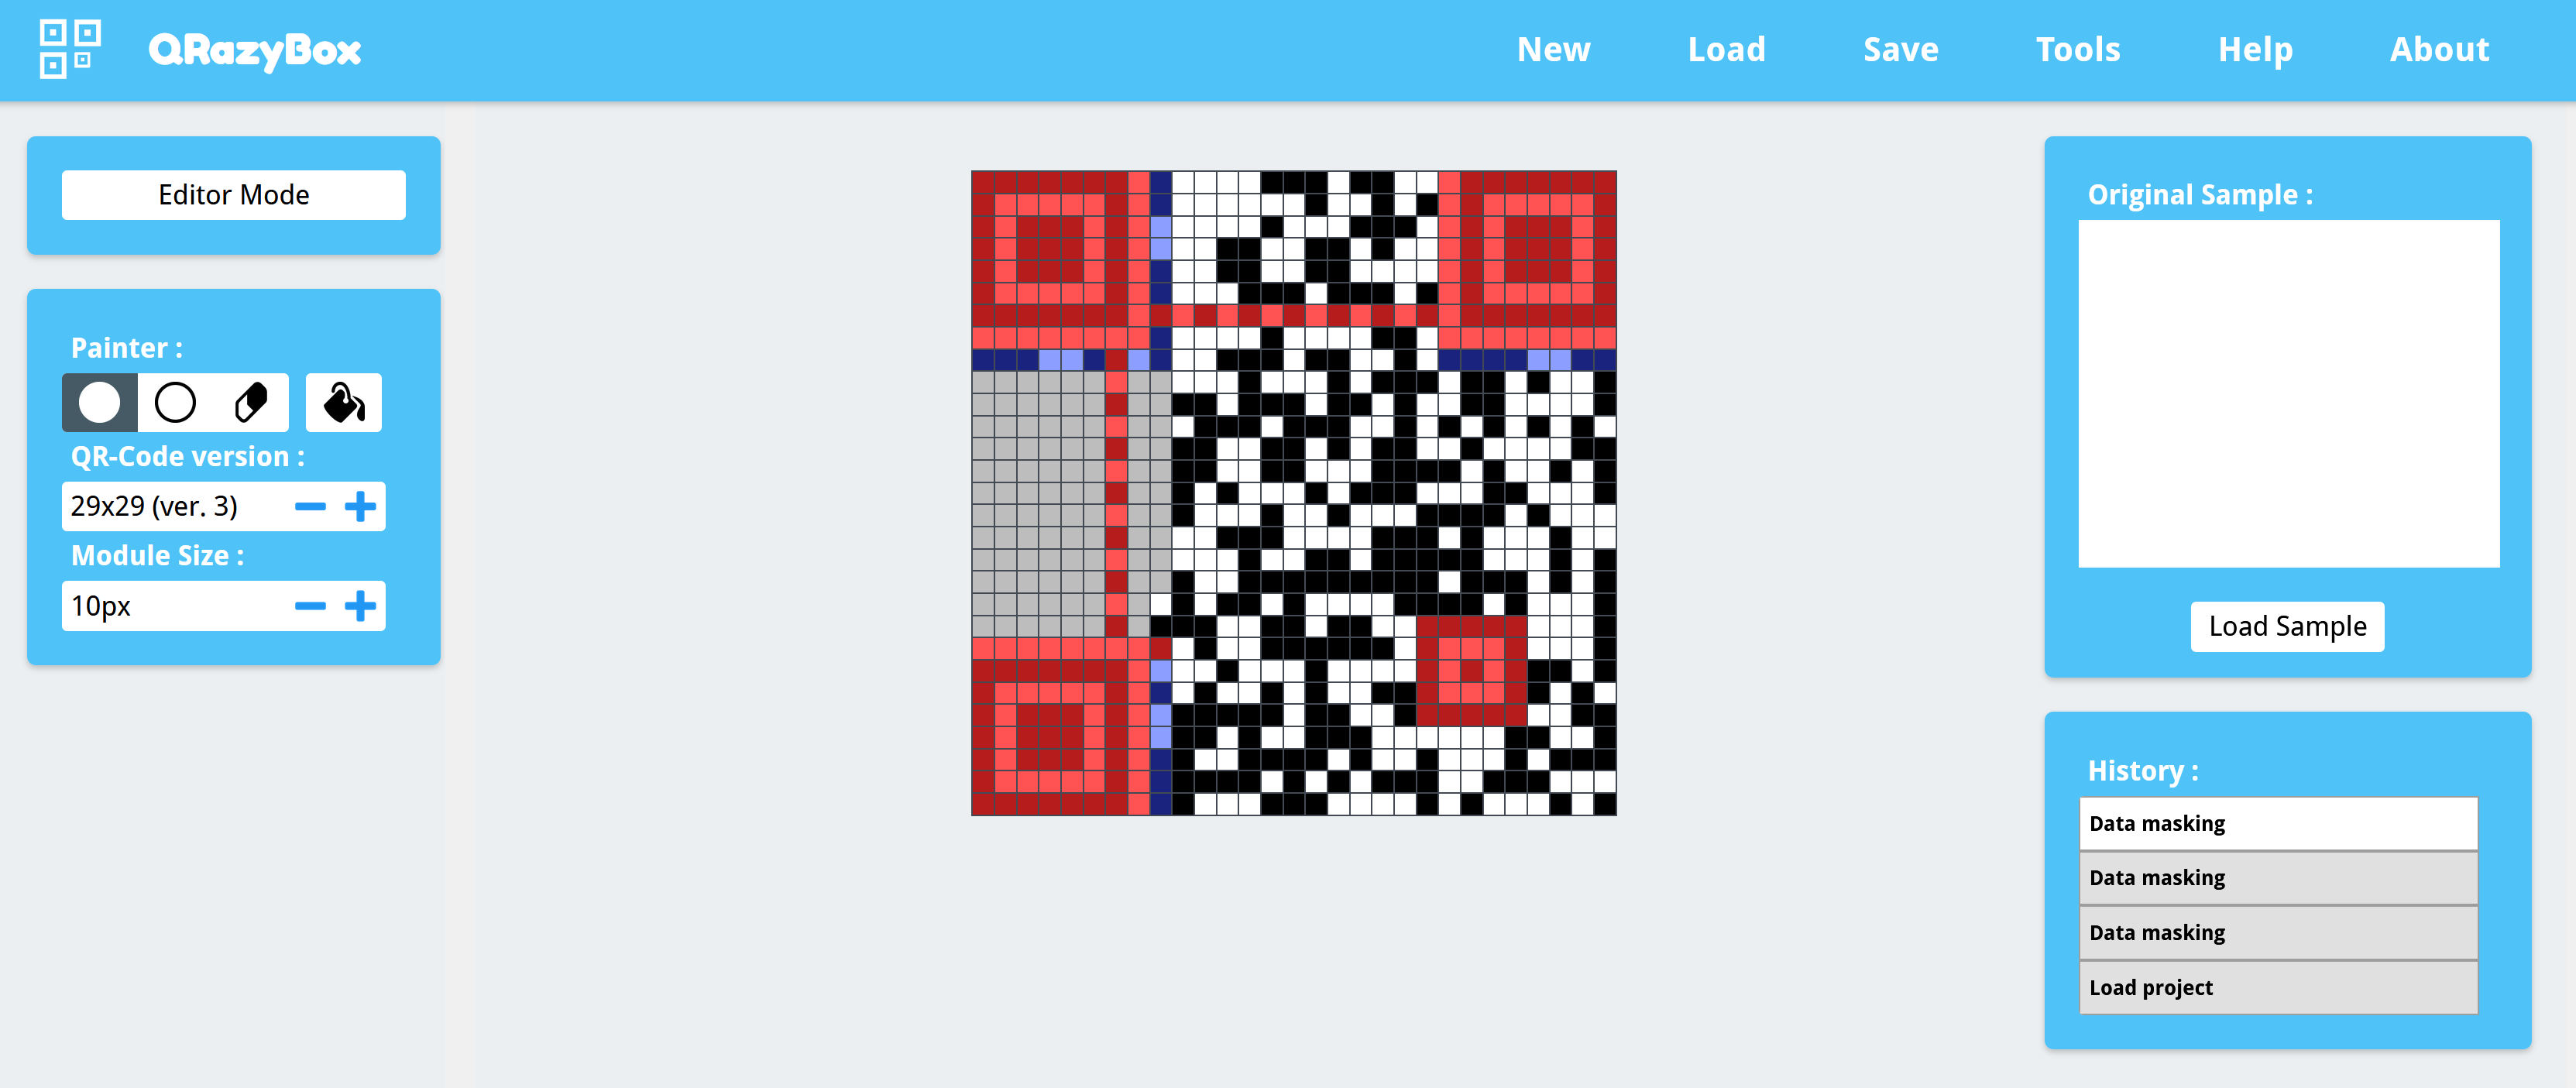 QRazyBox
New Load Save Tools Help About
Editor Mode
Painter :
QR-Code version :
29x29 (ver. 3)
Module Size :
10px
Original Sample :
Load Sample
History :
Data masking
Data masking
Data masking
Load project